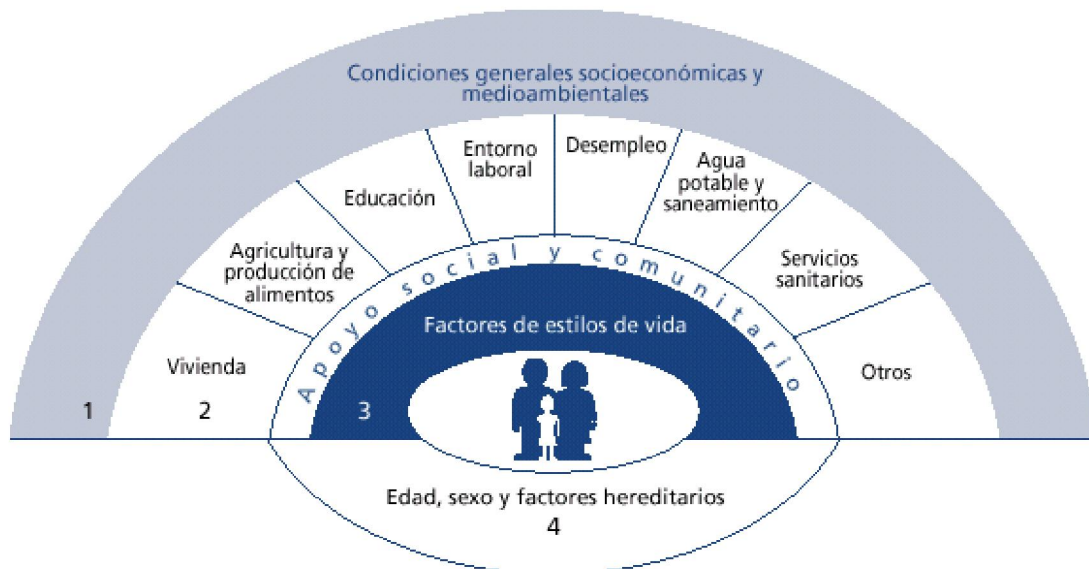 Condiciones generales socioeconómicas y
medioambientales
Entorno
laboral
Desempleo
Agua
potable y
saneamiento
Educación
Agricultura y
producción de
alimentos
Servicios
sanitarios
Apoyo social y comunitario
Factores de estilos de vida
Vivienda
Otros
1
2
3
Edad, sexo y factores hereditarios
4